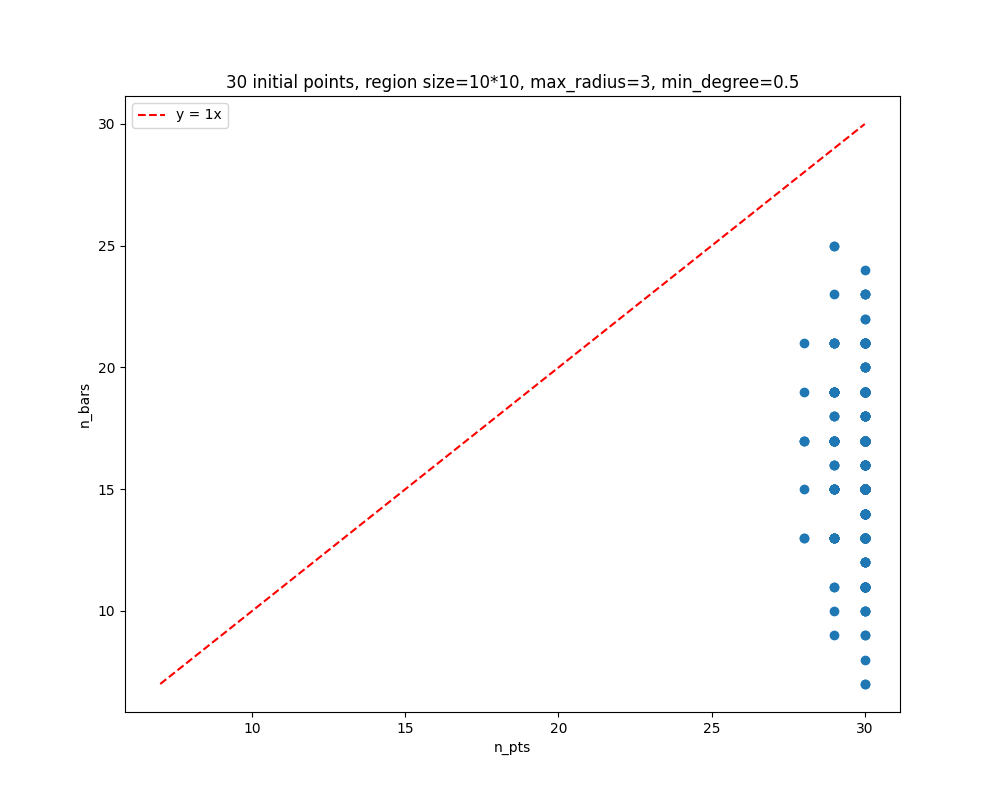 30 initial points, region size=10*10, max_radius=3, min_degree=0.5
y = 1x
30
25
20
15
10
n_bars
10 15 20 25 30
n_pts